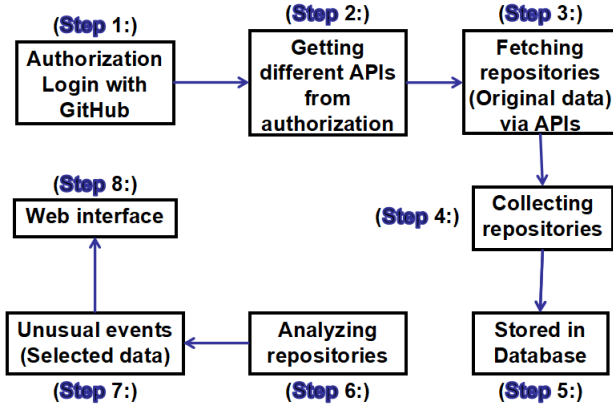 (Step 1:)
Authorization
Login with
GitHub
(Step 2:)
Getting
different APIs
from
authorization
(Step 3:)
Fetching
repositories
(Original data)
via APIs
(Step 4:)
Collecting
repositories
Stored in
Database
(Step 5:)
Analyzing
repositories
(Step 6:)
Unusual events
(Selected data)
(Step 7:)
(Step 8:)
Web interface